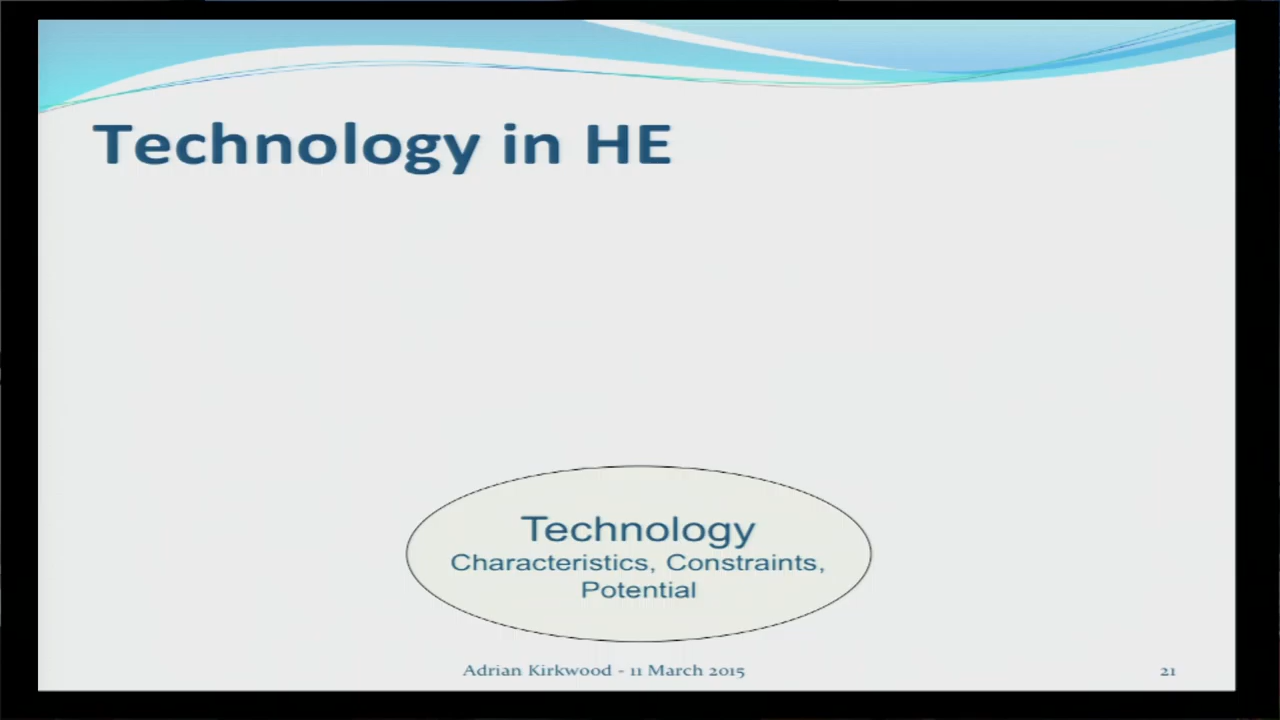 Technology in HE
Technology
Characteristics, Constraints,
Potential
Adrian Kirkwood - 11 March 2015
21